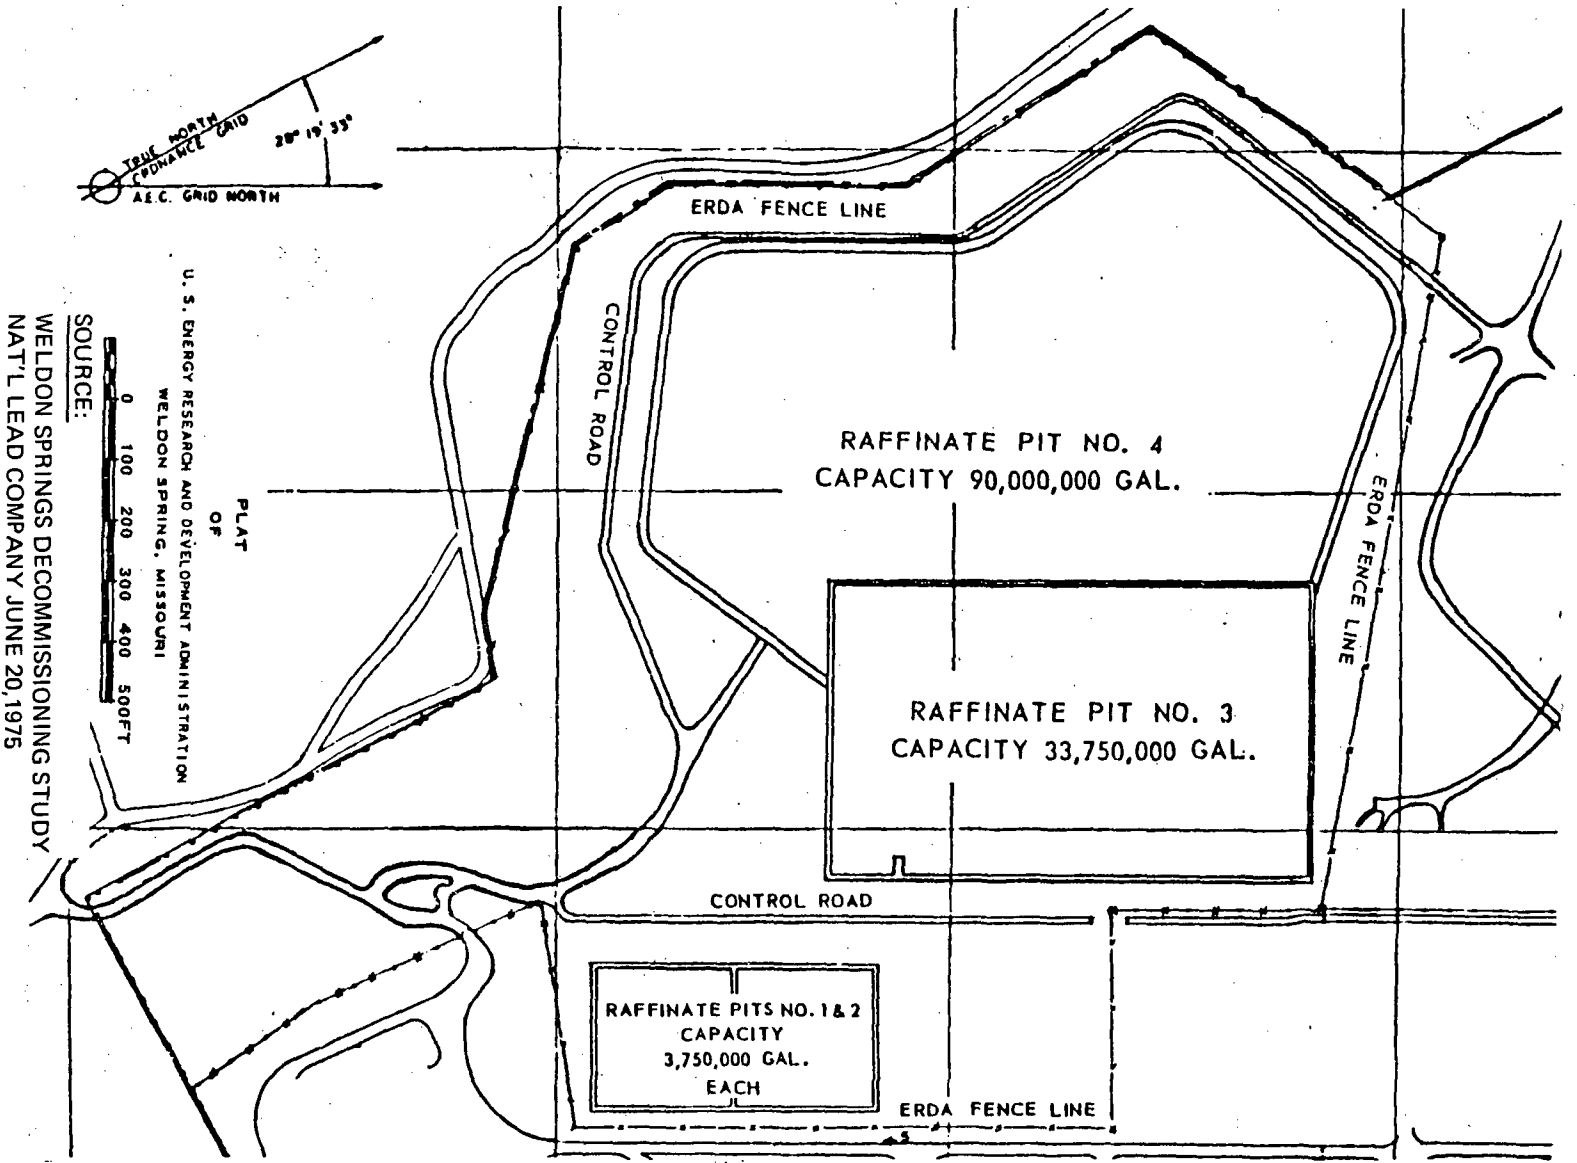 TRUE NORTH
ORDNANCE GRID
28° 19' 33"
A.E.C. GRID NORTH
ERDA FENCE LINE
CONTROL ROAD
RAFFINATE PIT NO. 4
CAPACITY 90,000,000 GAL.
ERDA FENCE LINE
RAFFINATE PIT NO. 3
CAPACITY 33,750,000 GAL.
CONTROL ROAD
RAFFINATE PITS NO. 1 & 2
CAPACITY
3,750,000 GAL.
EACH
ERDA FENCE LINE
S
PLAT
OF
U. S. ENERGY RESEARCH AND DEVELOPMENT ADMINISTRATION
WELDON SPRING, MISSOURI
0 100 200 300 400 500FT
SOURCE:
WELDON SPRINGS DECOMMISSIONING STUDY
NAT'L LEAD COMPANY JUNE 20,1975